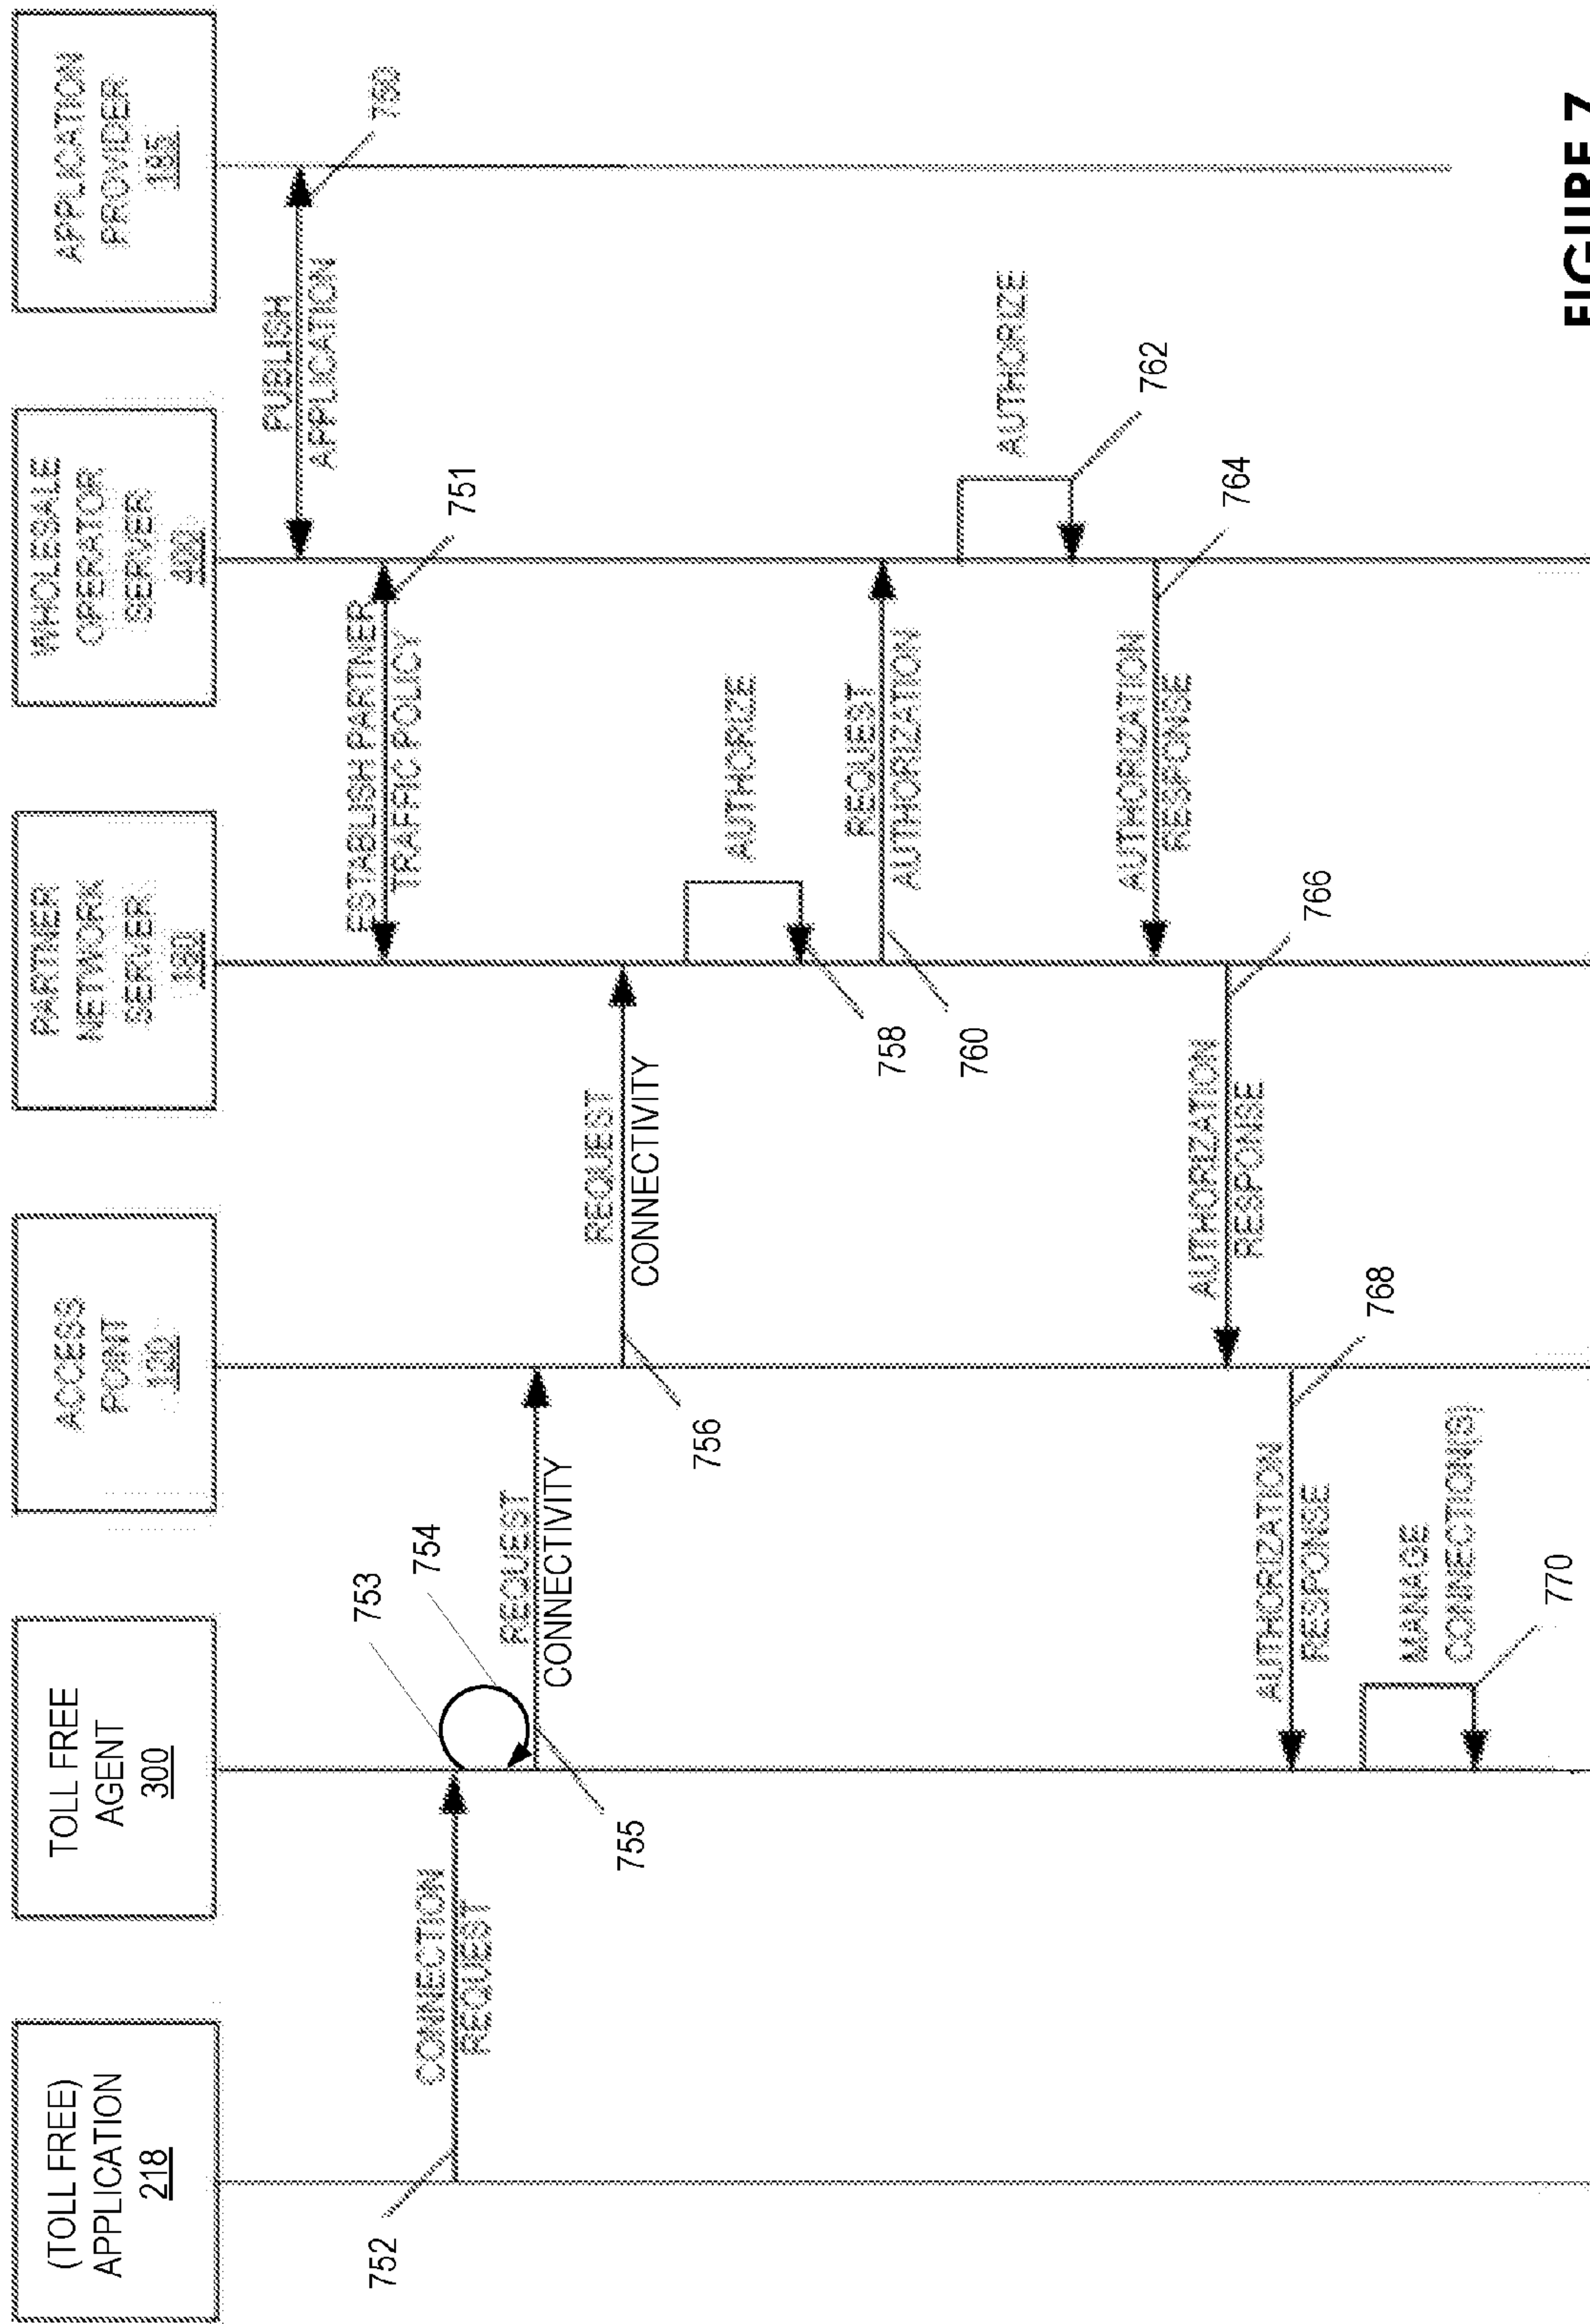 (TOLL FREE)
APPLICATION
218
TOLL FREE
AGENT
300
ACCESS
POINT
120
PARTNER
NETWORK
SERVER
WHOLESALE
OPERATOR
SERVER
400
APPLICATION
PROVIDER
195
PUBLISH
APPLICATION
750
ESTABLISH PARTNER
TRAFFIC POLICY
751
752
CONNECTION
REQUEST
753
754
REQUEST
CONNECTIVITY
755
REQUEST
CONNECTIVITY
756
AUTHORIZE
758
REQUEST
AUTHORIZATION
760
AUTHORIZE
762
AUTHORIZATION
RESPONSE
764
AUTHORIZATION
RESPONSE
766
AUTHORIZATION
RESPONSE
768
MANAGE
CONNECTION(S)
770
FIGURE 7